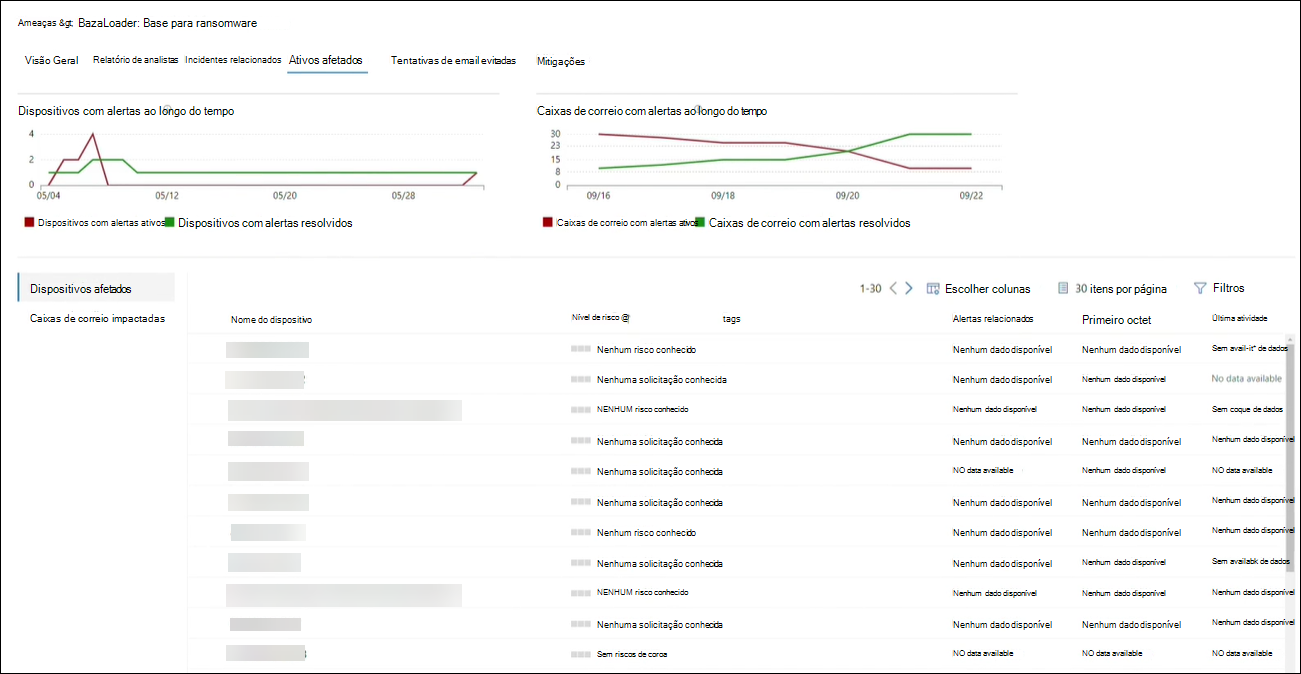 Ameaças &gt; BazaLoader: Base para ransomware
Visão Geral Relatório de analistas Incidentes relacionados Ativos afetados Tentativas de email evitadas Mitigações
Dispositivos com alertas ao longo do tempo
4
2
0
05/04 05/12 05/20 05/28
Dispositivos com alertas ativos Dispositivos com alertas resolvidos
Caixas de correio com alertas ao longo do tempo
30
23
15
8
0
09/16 09/18 09/20 09/22
Caixas de correio com alertas ativos Caixas de correio com alertas resolvidos
Dispositivos afetados
Caixas de correio impactadas
1-30 Escolher colunas 30 itens por página Filtros
Nome do dispositivo Nível de risco @ tags Alertas relacionados Primeiro octet Última atividade
Nenhum risco conhecido Nenhum dado disponível Nenhum dado disponível Sem avail-it" de dados
Nenhuma solicitação conhecida Nenhum dado disponível Nenhum dado disponível No data available
NENHUM risco conhecido Nenhum dado disponível Nenhum dado disponível Sem coque de dados
Nenhuma solicitação conhecida Nenhum dado disponível Nenhum dado disponível Nenhum dado disponível
Nenhuma solicitação conhecida NO data available Nenhum dado disponível NO data available
Nenhuma solicitação conhecida Nenhum dado disponível Nenhum dado disponível Nenhum dado disponível
Nenhum risco conhecido Nenhum dado disponível Nenhum dado disponível Nenhum dado disponível
Nenhuma solicitação conhecida Nenhum dado disponível Nenhum dado disponível Sem availabk de dados
NENHUM risco conhecido Nenhum dado disponível Nenhum dado disponível Nenhum dado disponível
Nenhuma solicitação conhecida Nenhum dado disponível Nenhum dado disponível Nenhum dado disponível
Sem riscos de coroa NO data available NO data available NO data available